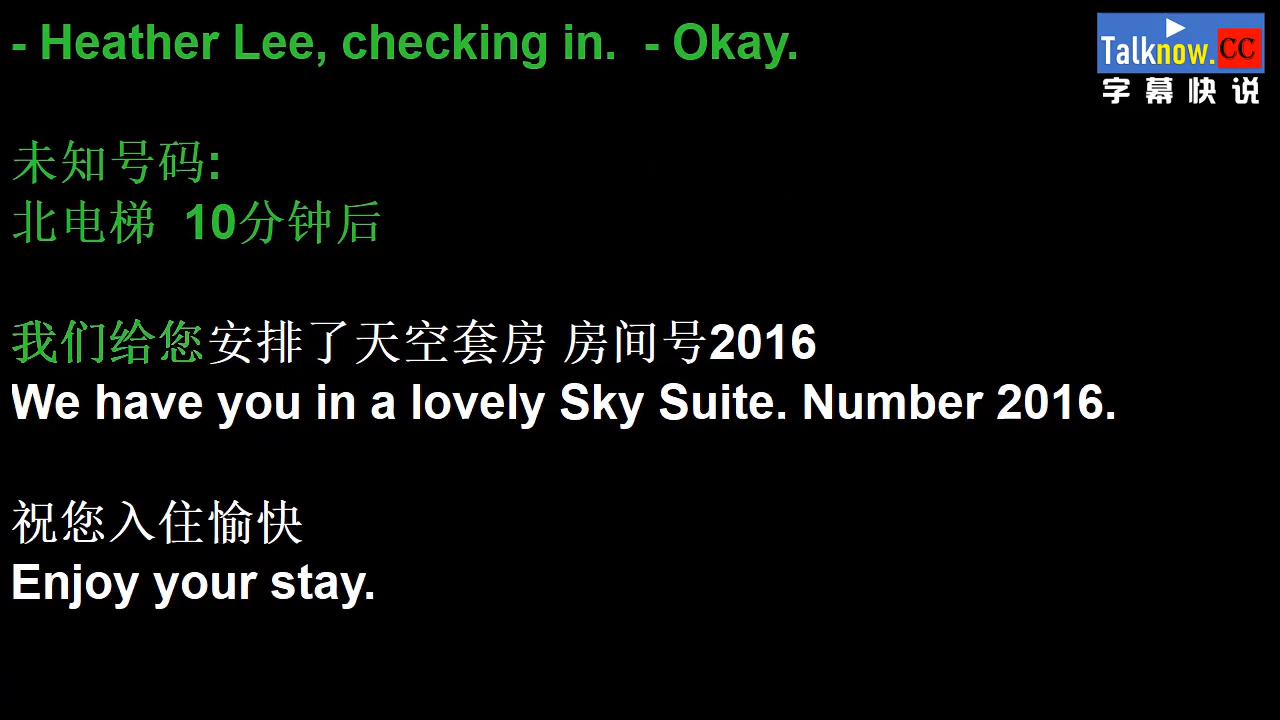 - Heather Lee, checking in.  - Okay.
Talknow.CC
字幕快说
未知号码:
北电梯  10分钟后
我们给您安排了天空套房 房间号2016
We have you in a lovely Sky Suite. Number 2016.
祝您入住愉快
Enjoy your stay.